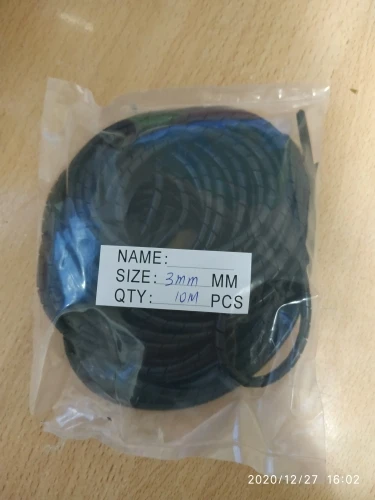 NAME:
SIZE: 3mm MM
QTY: 10M PCS
2020/12/27 16:02